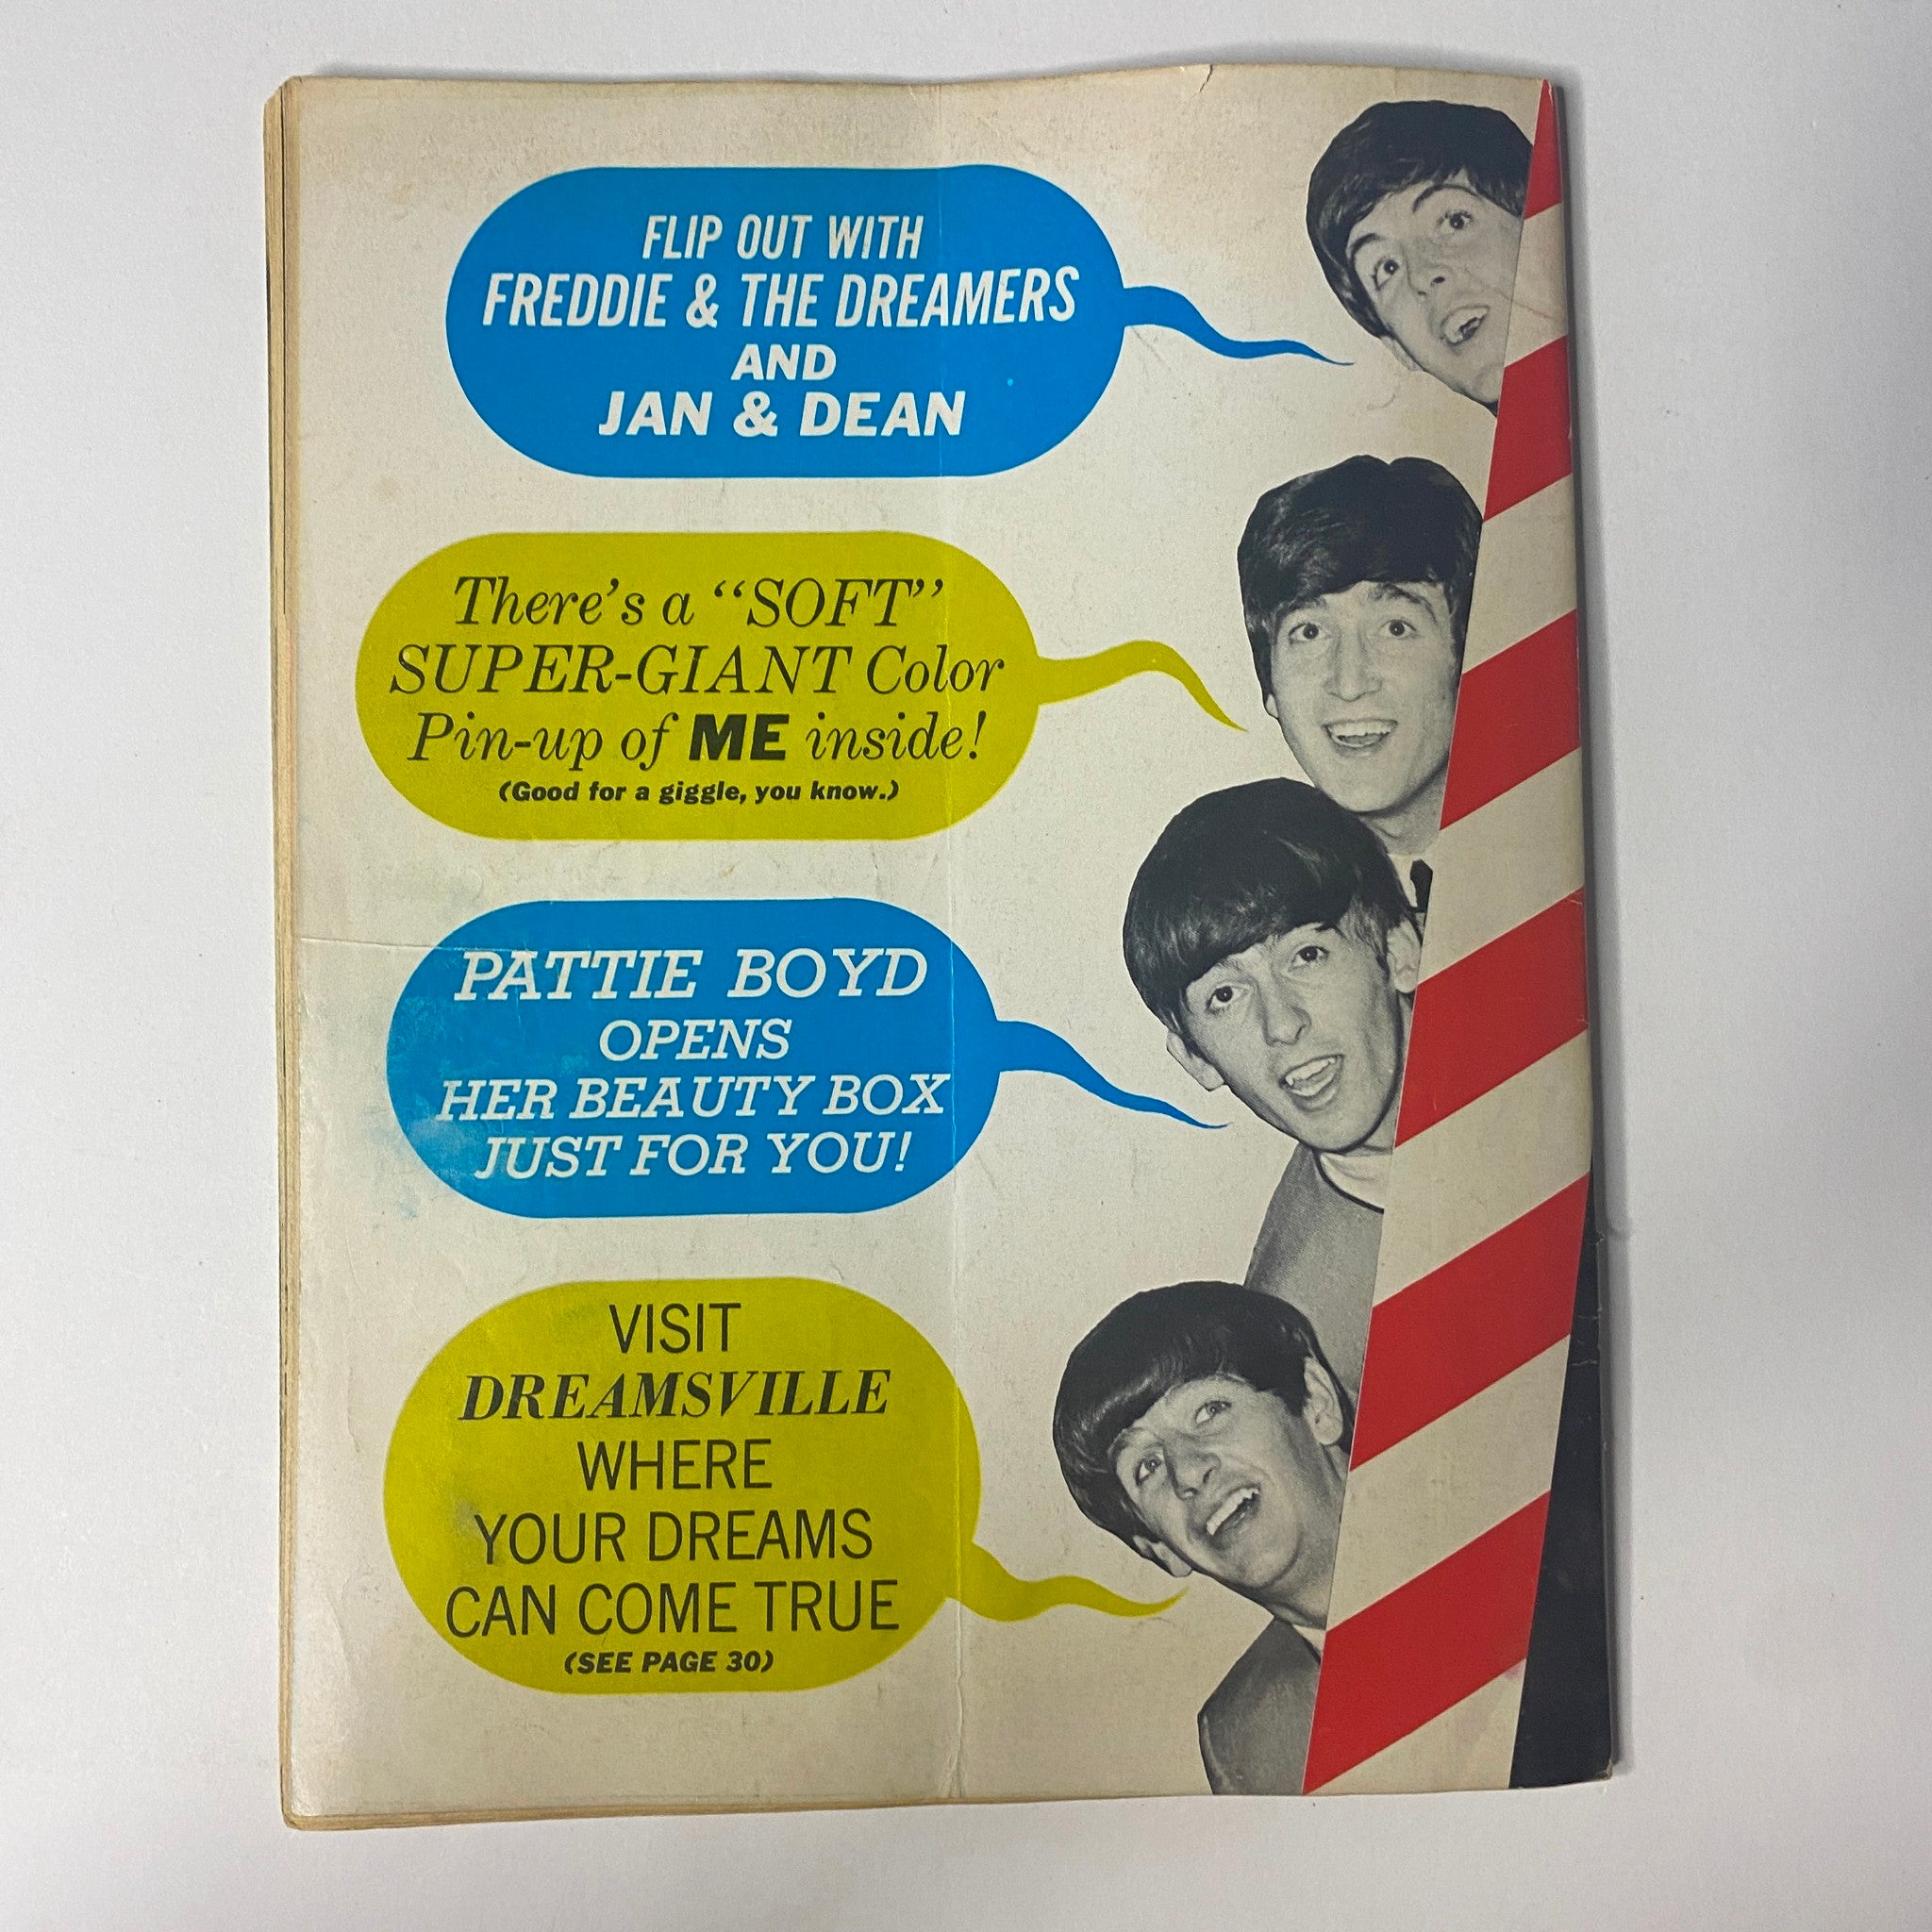 FLIP OUT WITH
FREDDIE & THE DREAMERS
AND
JAN & DEAN
There's a “SOFT”
SUPER-GIANT Color
Pin-up of ME inside!
(Good for a giggle, you know.)
PATTIE BOYD
OPENS
HER BEAUTY BOX
JUST FOR YOU!
VISIT
DREAMSVILLE
WHERE
YOUR DREAMS
CAN COME TRUE
(SEE PAGE 30)